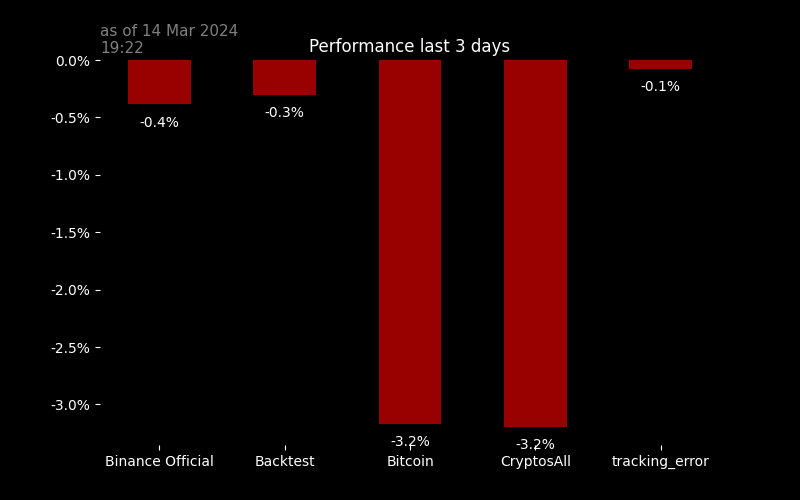 as of 14 Mar 2024
19:22
Performance last 3 days
0.0%
-0.5%
-1.0%
-1.5%
-2.0%
-2.5%
-3.0%
-0.4%
-0.3%
-3.2%
-3.2%
-0.1%
Binance Official
Backtest
Bitcoin
CryptosAll
tracking_error